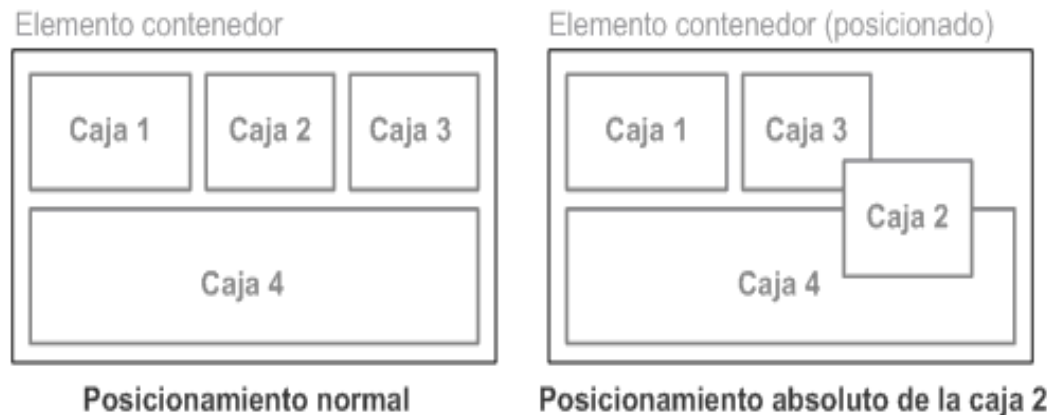 Elemento contenedor
Caja 1
Caja 2
Caja 3
Caja 4
Posicionamiento normal
Elemento contenedor (posicionado)
Caja 1
Caja 3
Caja 2
Caja 4
Posicionamiento absoluto de la caja 2